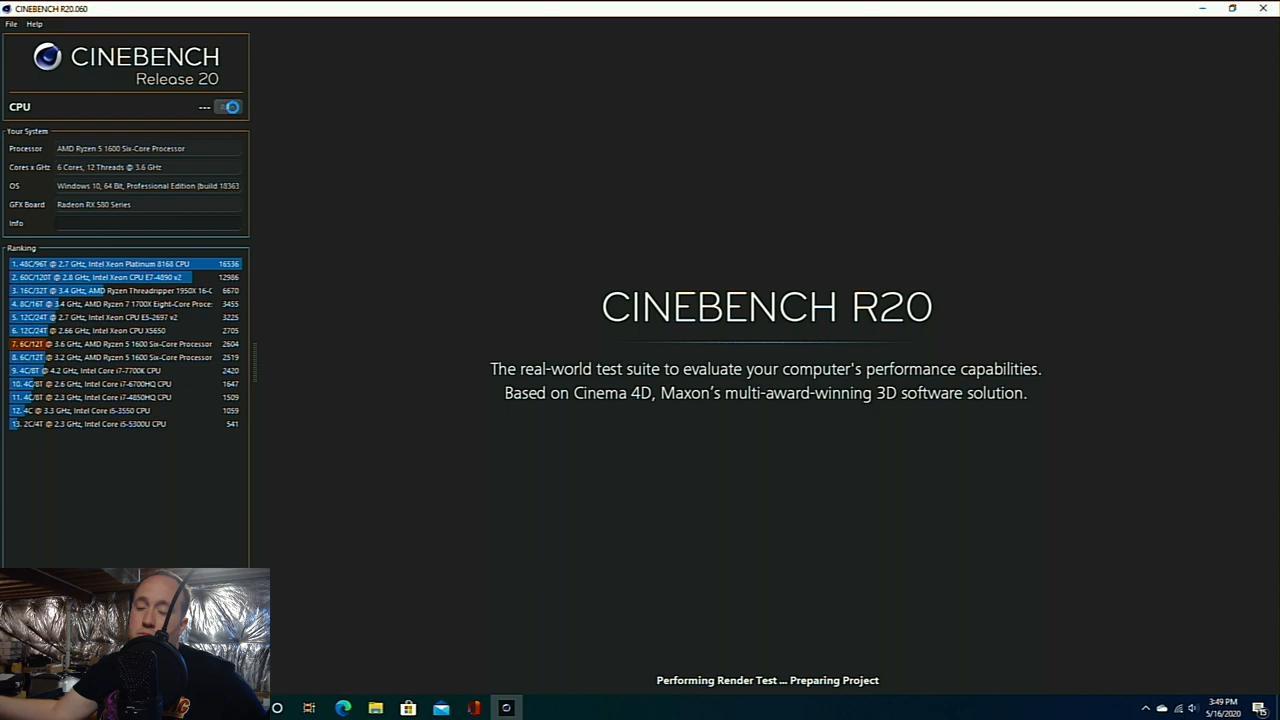 CINEBENCH R20.060
File Help
CINEBENCH
Release 20
CPU ---
Your System
Processor AMD Ryzen 5 1600 Six-Core Processor
Cores x GHz 6 Cores, 12 Threads @ 3.6 GHz
OS Windows 10, 64 Bit, Professional Edition (build 18363
GFX Board Radeon RX 580 Series
Info
Ranking
1. 48C/96T @ 2.7 GHz, Intel Xeon Platinum 8168 CPU 16536
2. 60C/120T @ 2.8 GHz, Intel Xeon CPU E7-4890 v2 12986
3. 16C/32T @ 3.4 GHz, AMD Ryzen Threadripper 1950X 16-C 6670
4. 8C/16T @ 3.4 GHz, AMD Ryzen 7 1700X Eight-Core Proce: 3455
5. 12C/24T @ 2.7 GHz, Intel Xeon CPU E5-2697 v2 3225
6. 12C/24T @ 2.66 GHz, Intel Xeon CPU X5650 2705
7. 6C/12T @ 3.6 GHz, AMD Ryzen 5 1600 Six-Core Processor 2604
8. 6C/12T @ 3.2 GHz, AMD Ryzen 5 1600 Six-Core Processor 2519
9. 4C/8T @ 4.2 GHz, Intel Core i7-7700K CPU 2420
10. 4C/8T @ 2.6 GHz, Intel Core i7-6700HQ CPU 1647
11. 4C/8T @ 2.3 GHz, Intel Core i7-4850HQ CPU 1509
12. 4C @ 3.3 GHz, Intel Core i5-3550 CPU 1059
13. 2C/4T @ 2.3 GHz, Intel Core i5-5300U CPU 541
CINEBENCH R20
The real-world test suite to evaluate your computer's performance capabilities.
Based on Cinema 4D, Maxon's multi-award-winning 3D software solution.
Performing Render Test ... Preparing Project
3:49 PM
5/16/2020